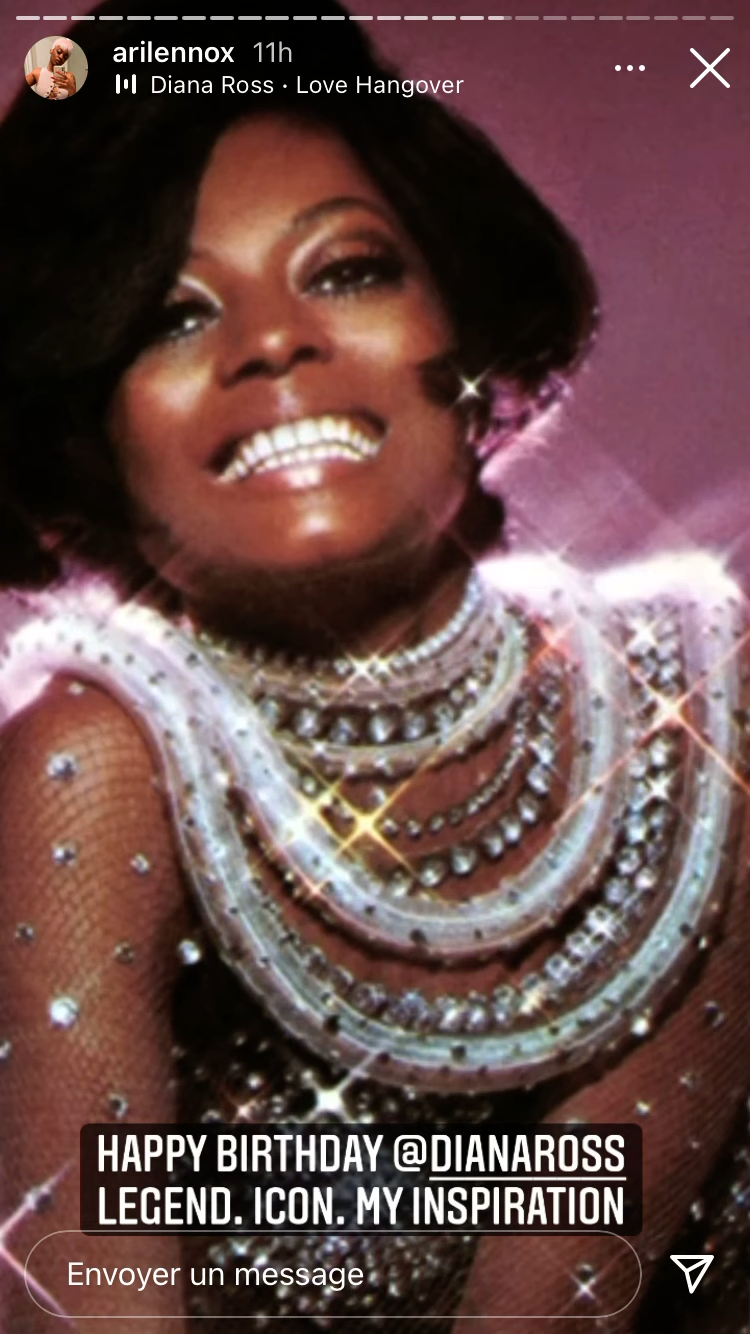 arilennox 11h
Diana Ross · Love Hangover
HAPPY BIRTHDAY @DIANAROSS
LEGEND. ICON. MY INSPIRATION
Envoyer un message